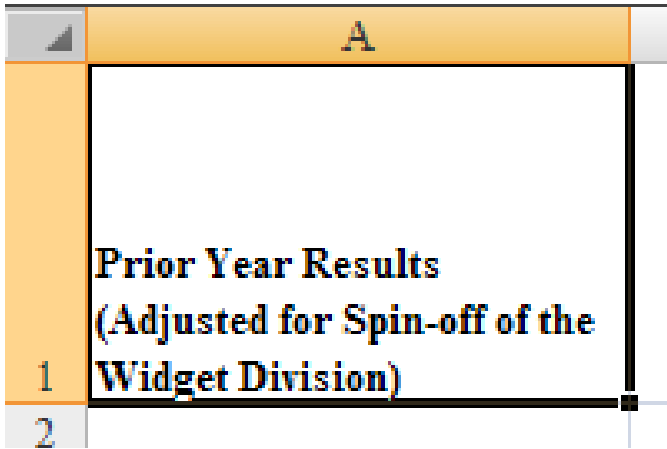 A
1
Prior Year Results
(Adjusted for Spin-off of the
Widget Division)
2